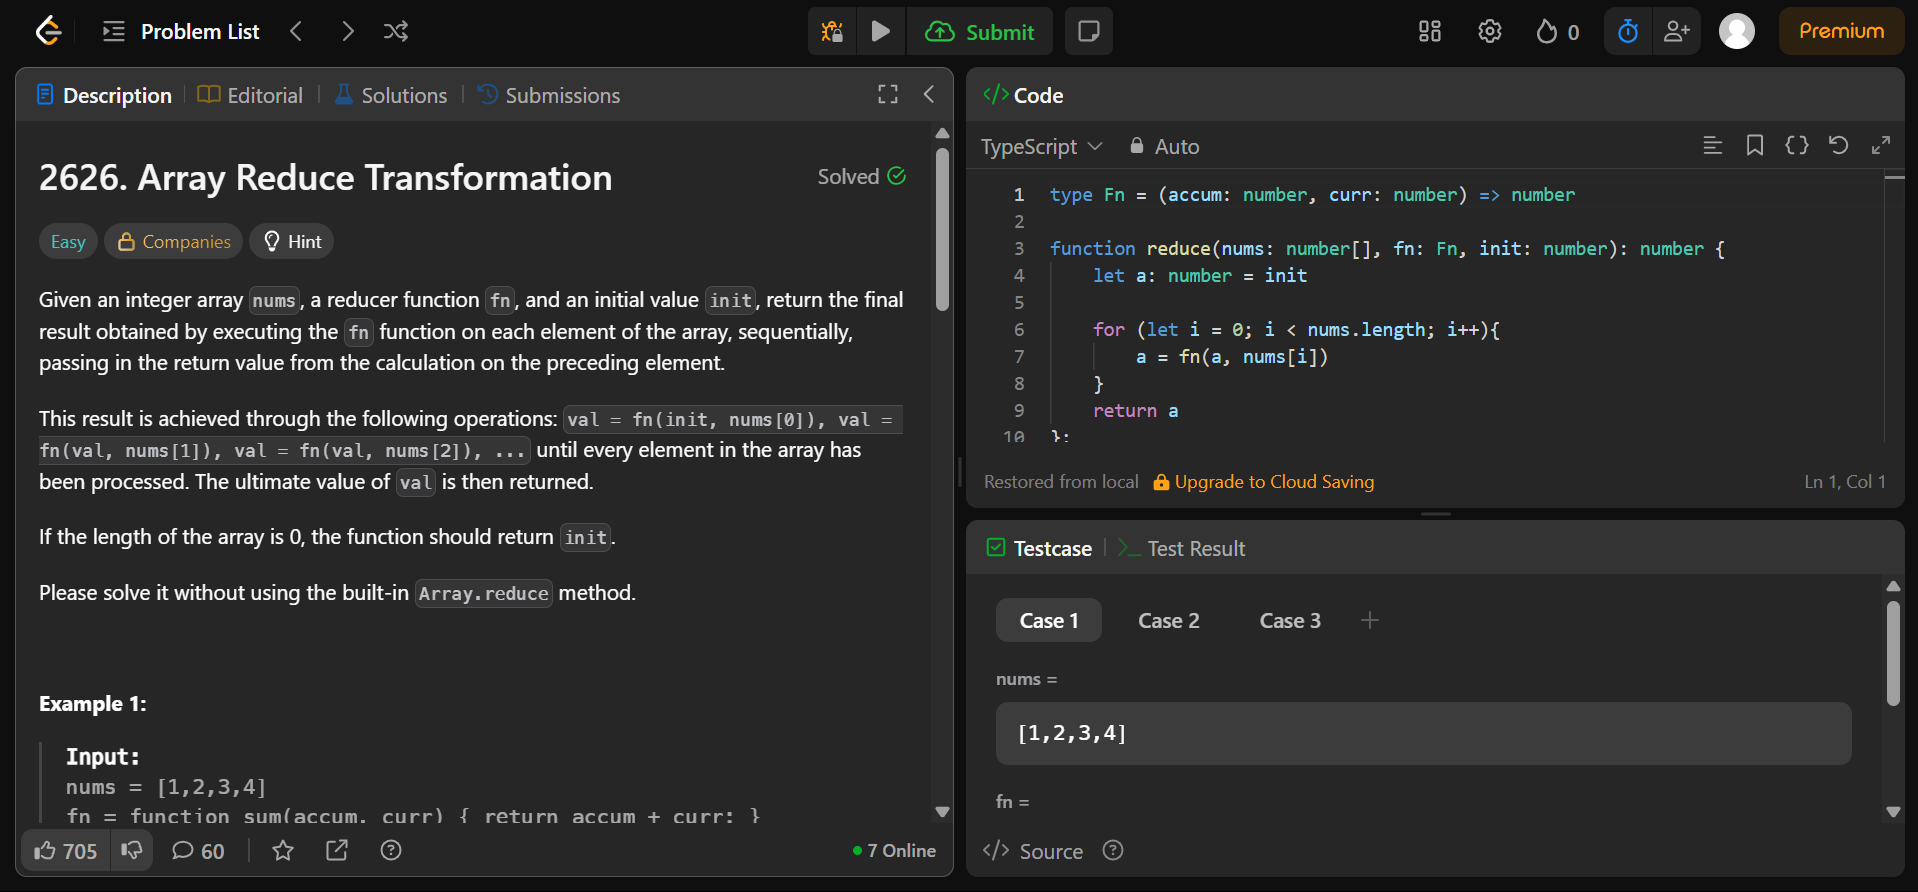 Problem List
Submit
0
Premium
Description
Editorial
Solutions
Submissions
2626. Array Reduce Transformation
Solved
Easy
Companies
Hint
Given an integer array nums, a reducer function fn, and an initial value init, return the final
result obtained by executing the fn function on each element of the array, sequentially,
passing in the return value from the calculation on the preceding element.
This result is achieved through the following operations: val = fn(init, nums[0]), val =
fn(val, nums[1]), val = fn(val, nums[2]), ... until every element in the array has
been processed. The ultimate value of val is then returned.
If the length of the array is 0, the function should return init.
Please solve it without using the built-in Array.reduce method.
Example 1:
Input:
nums = [1,2,3,4]
fn = function sum(accum, curr) { return accum + curr; }
705
60
7 Online
</> Code
TypeScript
Auto
1 type Fn = (accum: number, curr: number) => number
2
3 function reduce(nums: number[], fn: Fn, init: number): number {
4 let a: number = init
5
6 for (let i = 0; i < nums.length; i++){
7 a = fn(a, nums[i])
8 }
9 return a
10 };
Restored from local
Upgrade to Cloud Saving
Ln 1, Col 1
Testcase
Test Result
Case 1
Case 2
Case 3
nums =
[1,2,3,4]
fn =
</> Source